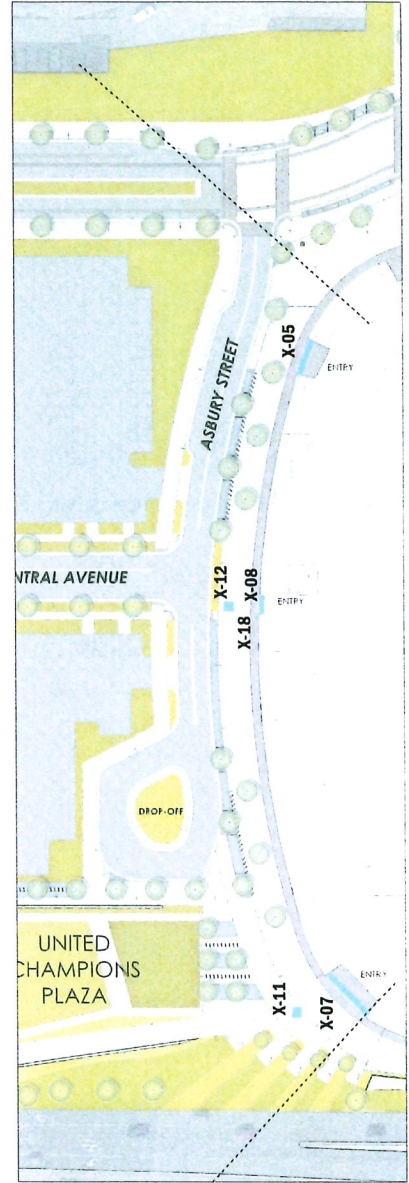 X-05
ENTRY
ASBURY STREET
NTRAL AVENUE
X-12
X-08
X-18
ENTRY
DROP-OFF
UNITED
CHAMPIONS
PLAZA
X-11
X-07
ENTRY